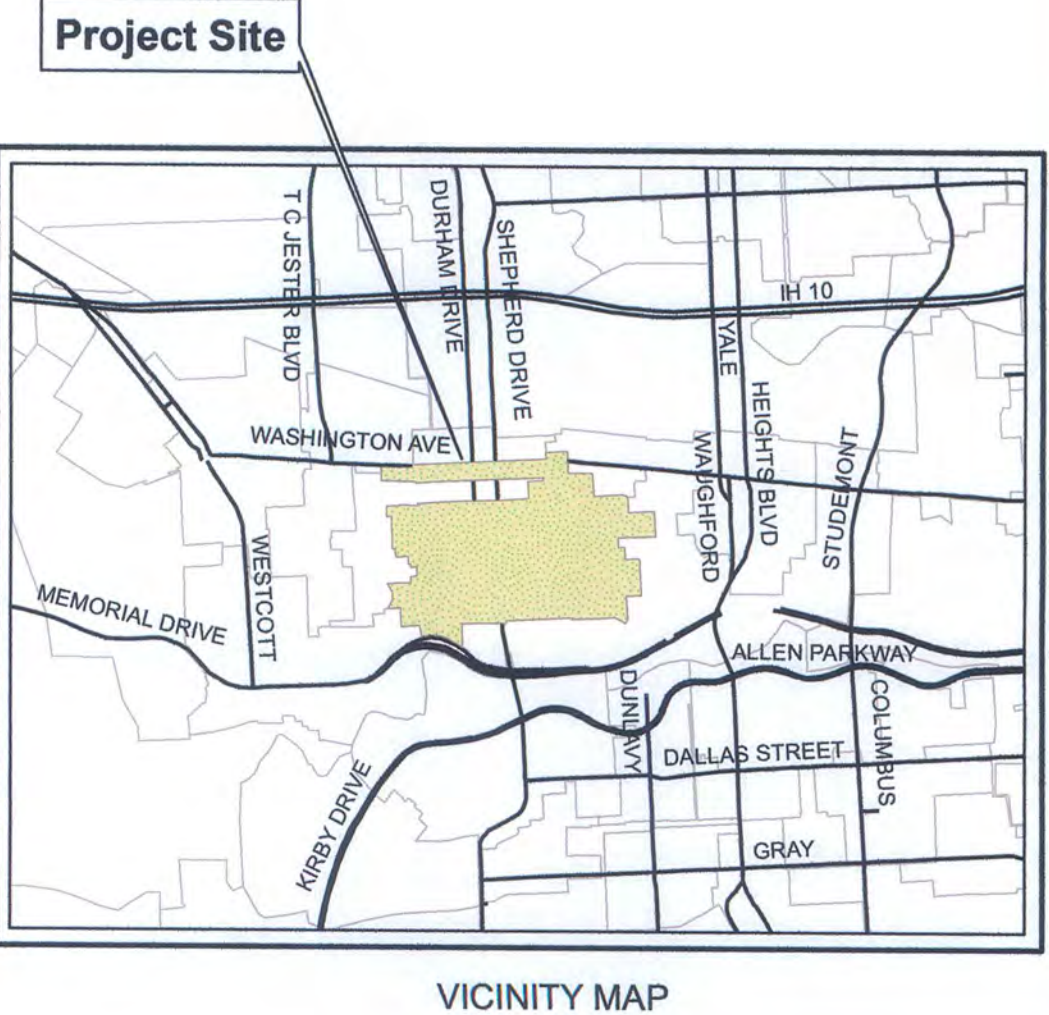 Project Site
T C JESTER BLVD
DURHAM DRIVE
SHEPHERD DRIVE
IH 10
YALE
HEIGHTS BLVD
WAUGHFORD
STUDEMONT
WASHINGTON AVE
WESTCOTT
MEMORIAL DRIVE
ALLEN PARKWAY
DUNLAVY
COLUMBUS
DALLAS STREET
KIRBY DRIVE
GRAY
VICINITY MAP